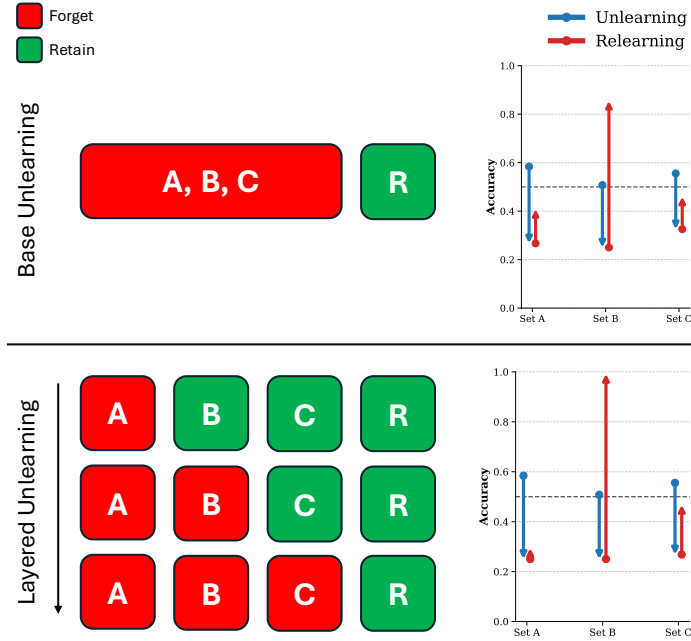 Forget
Retain
Base Unlearning
A, B, C
R
Unlearning
Relearning
Accuracy
1.0
0.8
0.6
0.4
0.2
0.0
Set A
Set B
Set C
Layered Unlearning
A
B
C
R
A
B
C
R
A
B
C
R
Accuracy
1.0
0.8
0.6
0.4
0.2
0.0
Set A
Set B
Set C